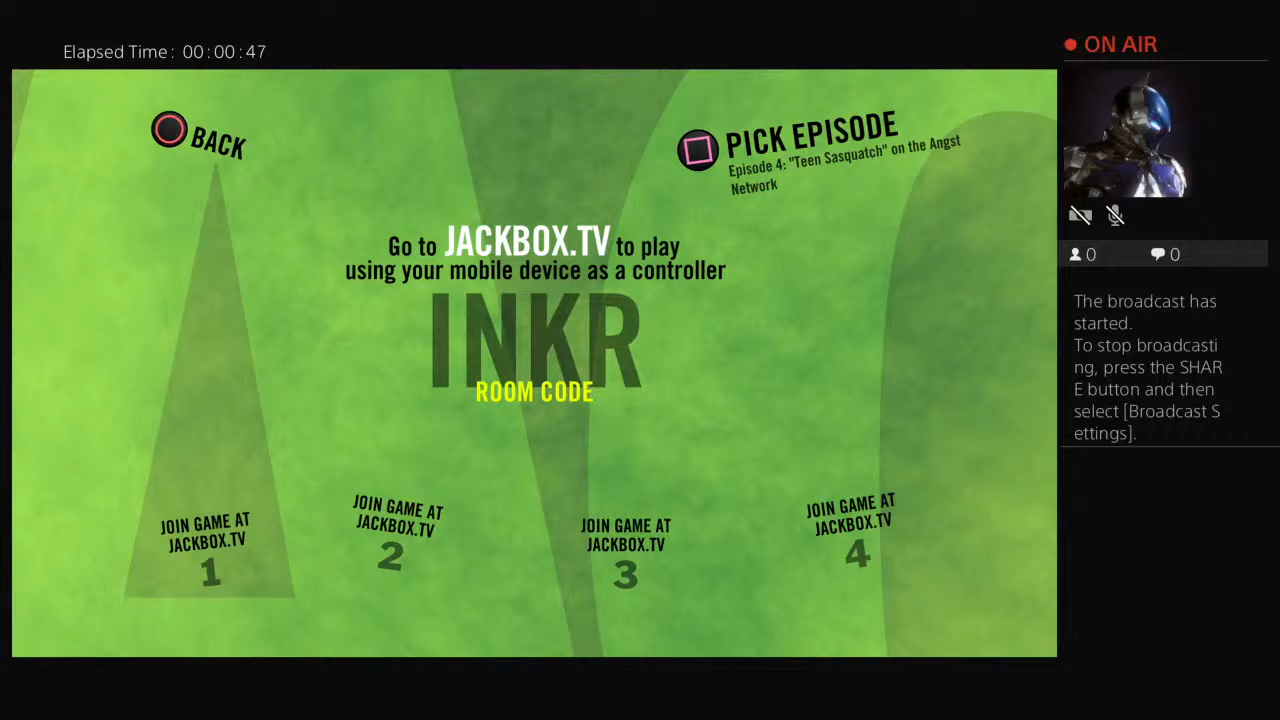 Elapsed Time: 00:00:47
ON AIR
BACK
PICK EPISODE
Episode 4: "Teen Sasquatch" on the Angst
Network
Go to JACKBOX.TV to play
using your mobile device as a controller
INKR
ROOM CODE
JOIN GAME AT
JACKBOX.TV
1
JOIN GAME AT
JACKBOX.TV
2
JOIN GAME AT
JACKBOX.TV
3
JOIN GAME AT
JACKBOX.TV
4
0
0
The broadcast has
started.
To stop broadcasti
ng, press the SHAR
E button and then
select [Broadcast S
ettings].